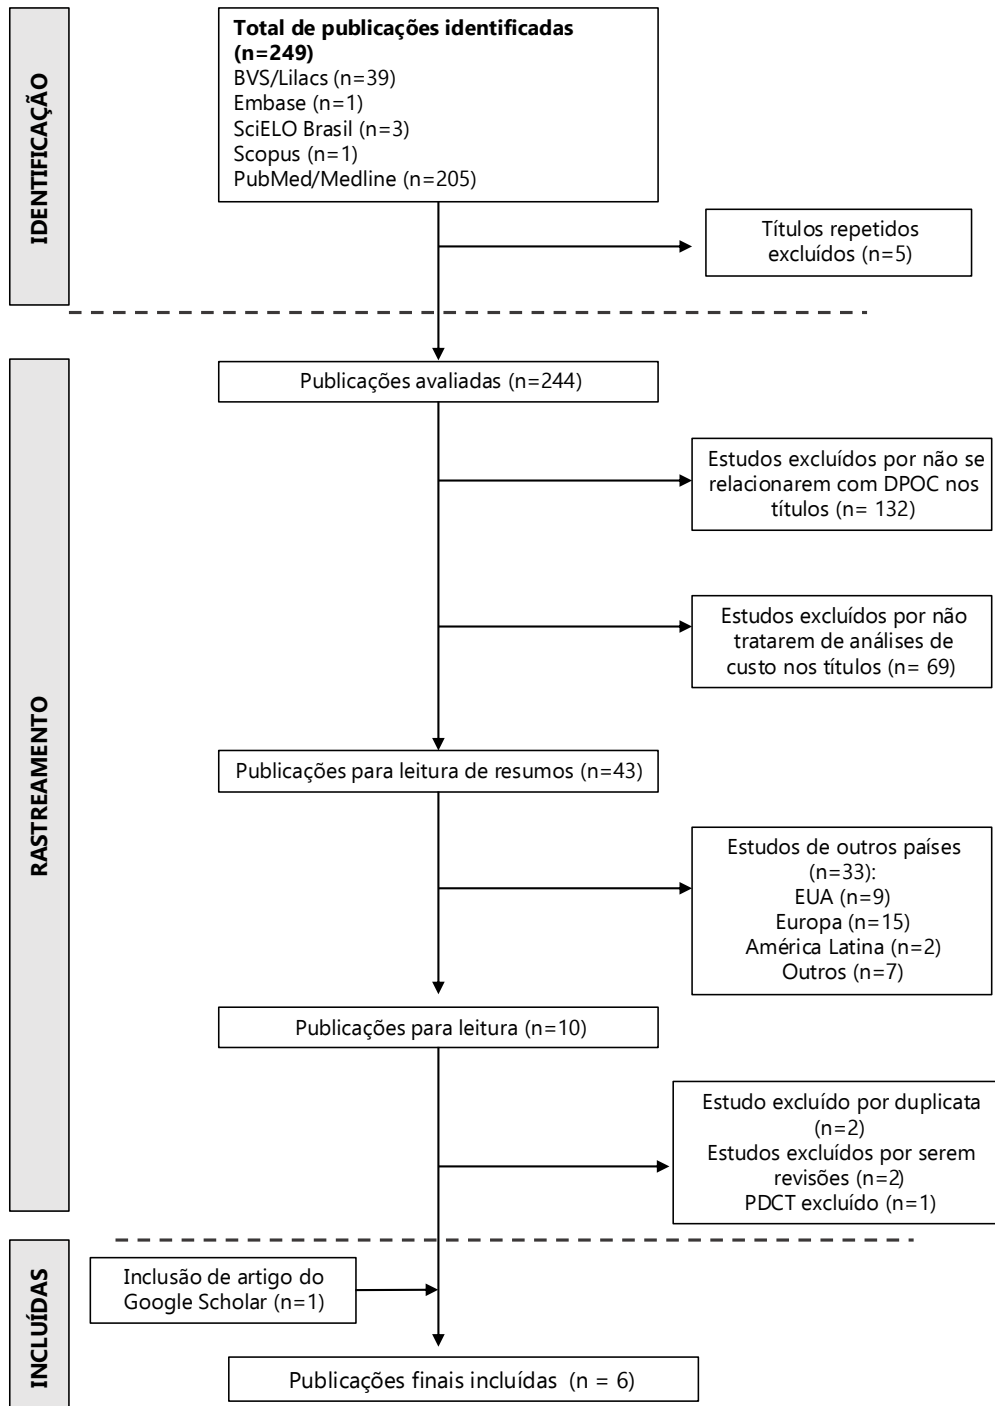 IDENTIFICAÇÃO
Total de publicações identificadas
(n=249)
BVS/Lilacs (n=39)
Embase (n=1)
SciELO Brasil (n=3)
Scopus (n=1)
PubMed/Medline (n=205)
Títulos repetidos
excluídos (n=5)
RASTREAMENTO
Publicações avaliadas (n=244)
Estudos excluídos por não se
relacionarem com DPOC nos
títulos (n= 132)
Estudos excluídos por não
tratarem de análises de
custo nos títulos (n= 69)
Publicações para leitura de resumos (n=43)
Estudos de outros países
(n=33):
EUA (n=9)
Europa (n=15)
América Latina (n=2)
Outros (n=7)
Publicações para leitura (n=10)
Estudo excluído por duplicata
(n=2)
Estudos excluídos por serem
revisões (n=2)
PDCT excluído (n=1)
INCLUÍDAS
Inclusão de artigo do
Google Scholar (n=1)
Publicações finais incluídas (n = 6)